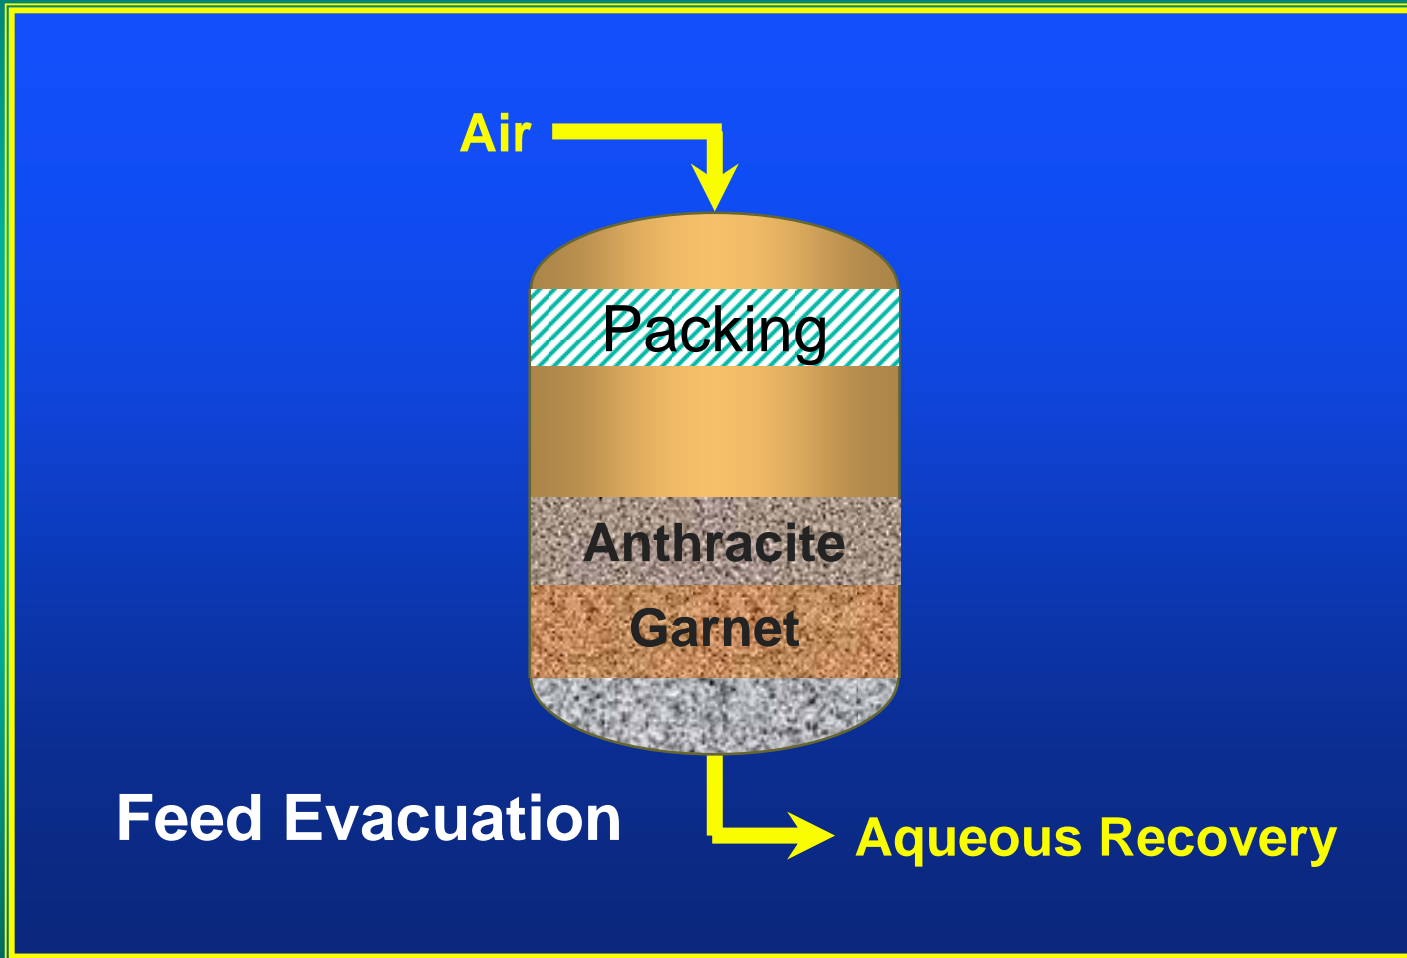 Air
Packing
Anthracite
Garnet
Feed Evacuation
Aqueous Recovery